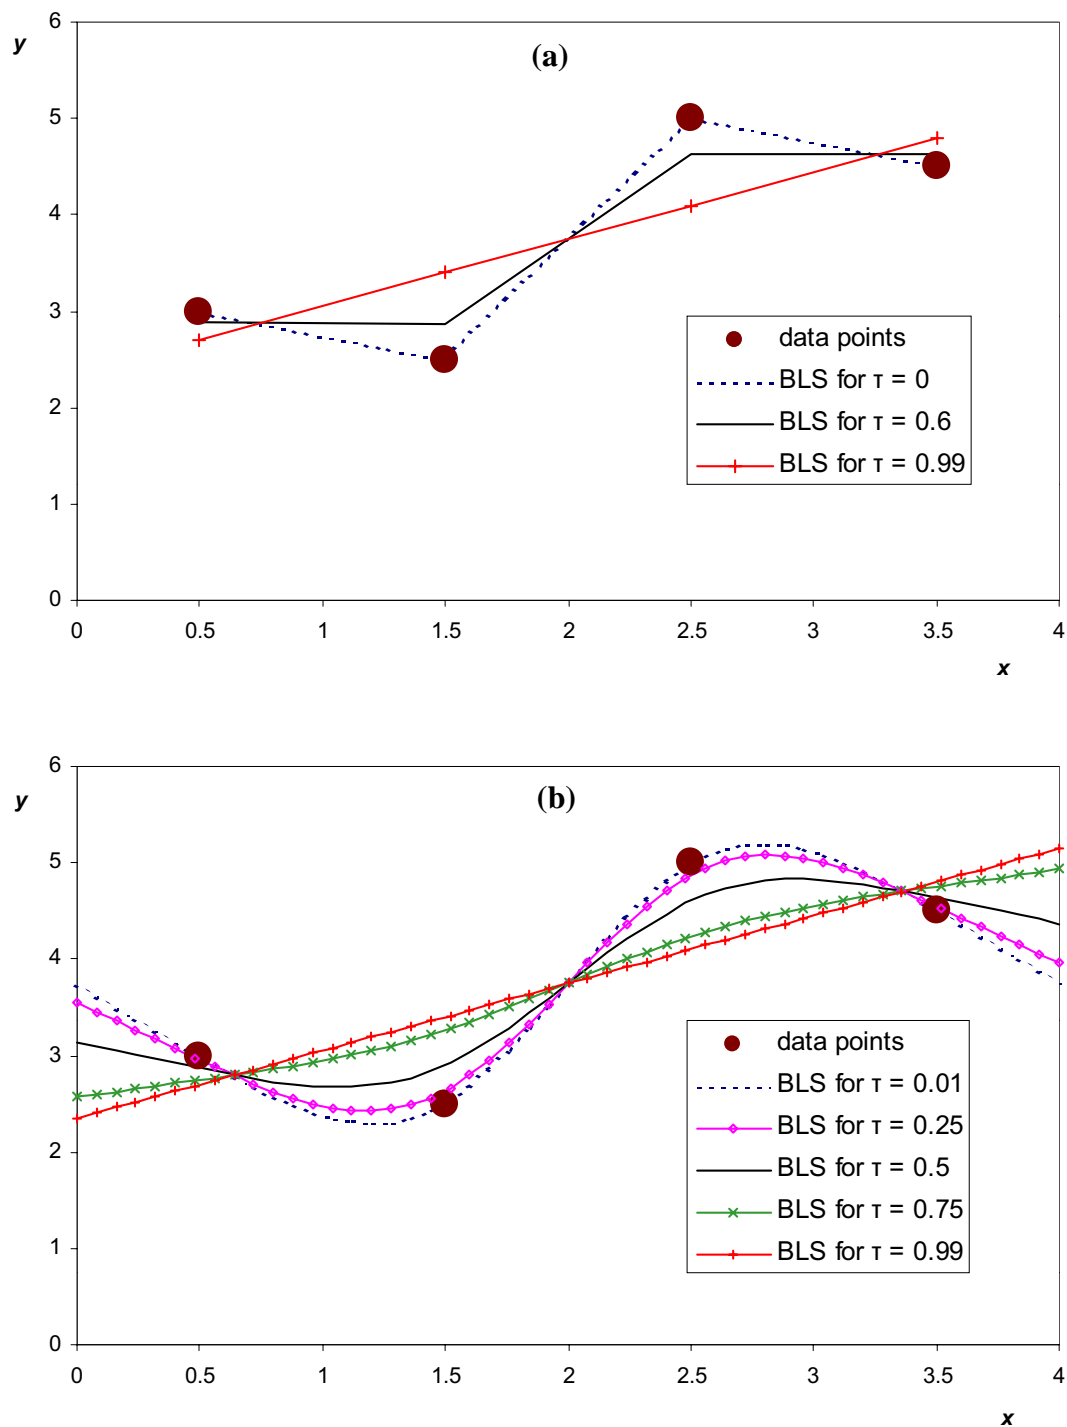 6
y
(a)
5
4
3
2
1
0
data points
BLS for τ = 0
BLS for τ = 0.6
BLS for τ = 0.99
0 0.5 1 1.5 2 2.5 3 3.5 4
x
6
y
(b)
5
4
3
2
1
0
data points
BLS for τ = 0.01
BLS for τ = 0.25
BLS for τ = 0.5
BLS for τ = 0.75
BLS for τ = 0.99
0 0.5 1 1.5 2 2.5 3 3.5 4
x